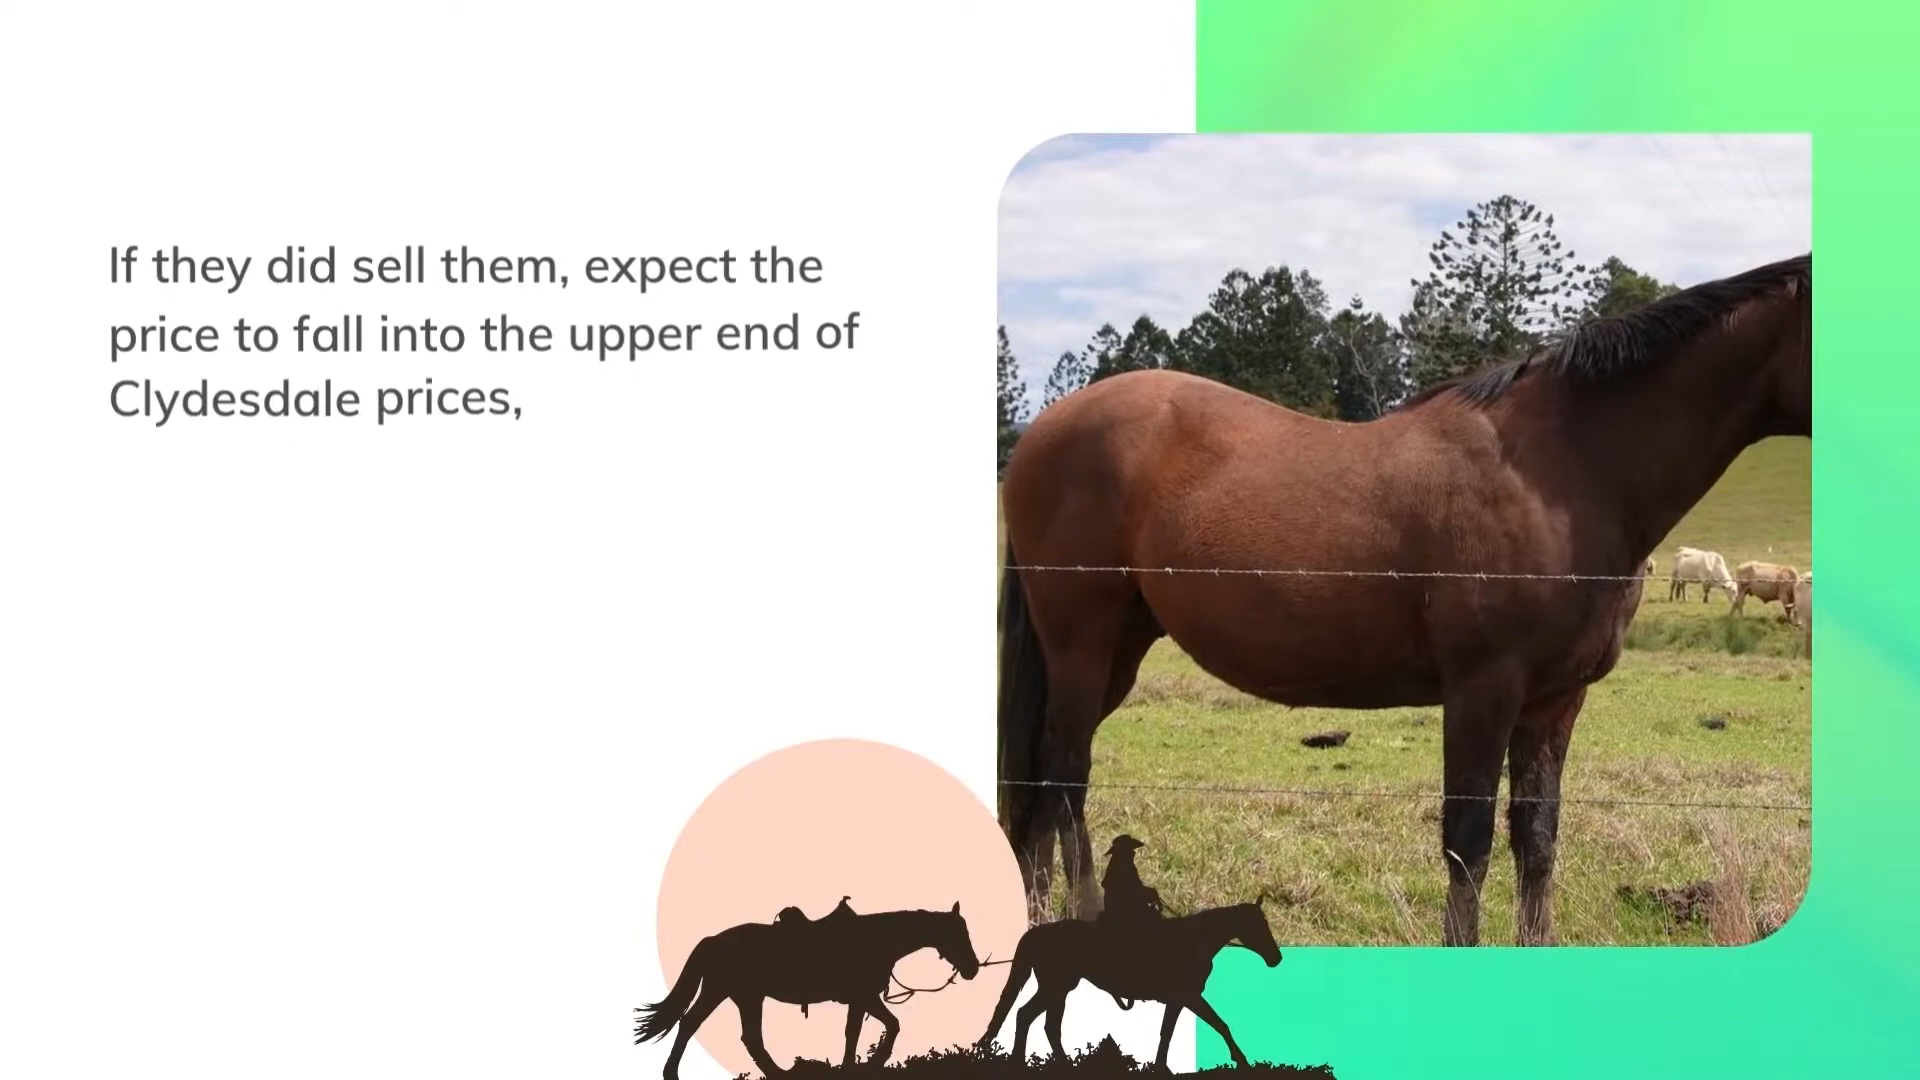 If they did sell them, expect the
price to fall into the upper end of
Clydesdale prices,